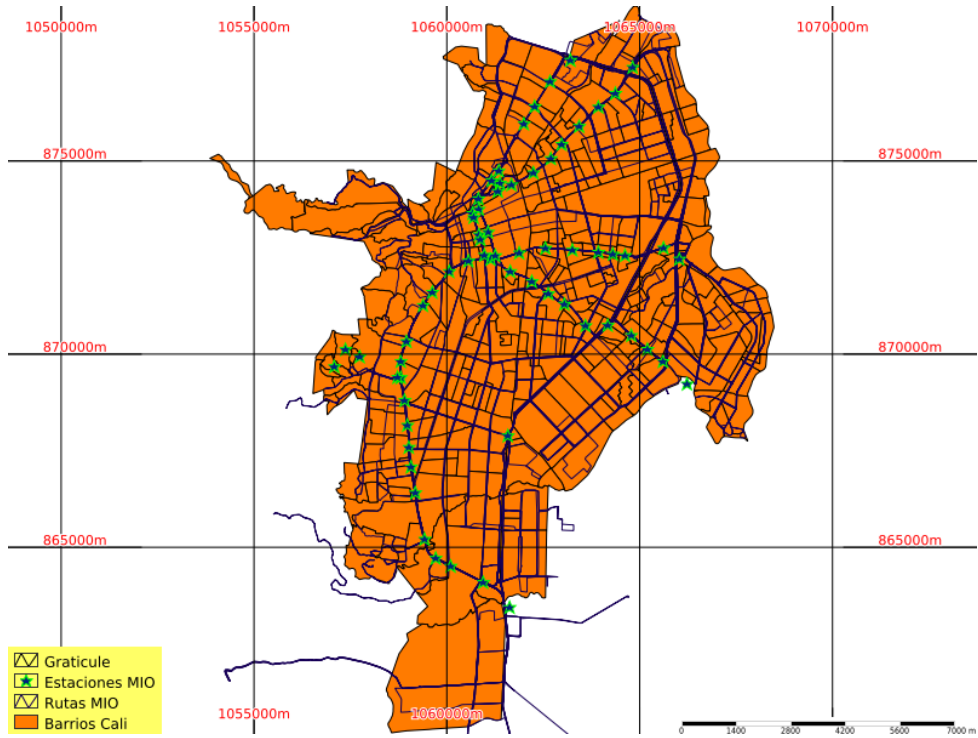 1050000m 1055000m 1060000m 1065000m 1070000m
875000m 875000m
870000m 870000m
865000m 865000m
Graticule
Estaciones MIO
Rutas MIO
Barrios Cali
1055000m 1060000m
0 1400 2800 4200 5600 7000 m